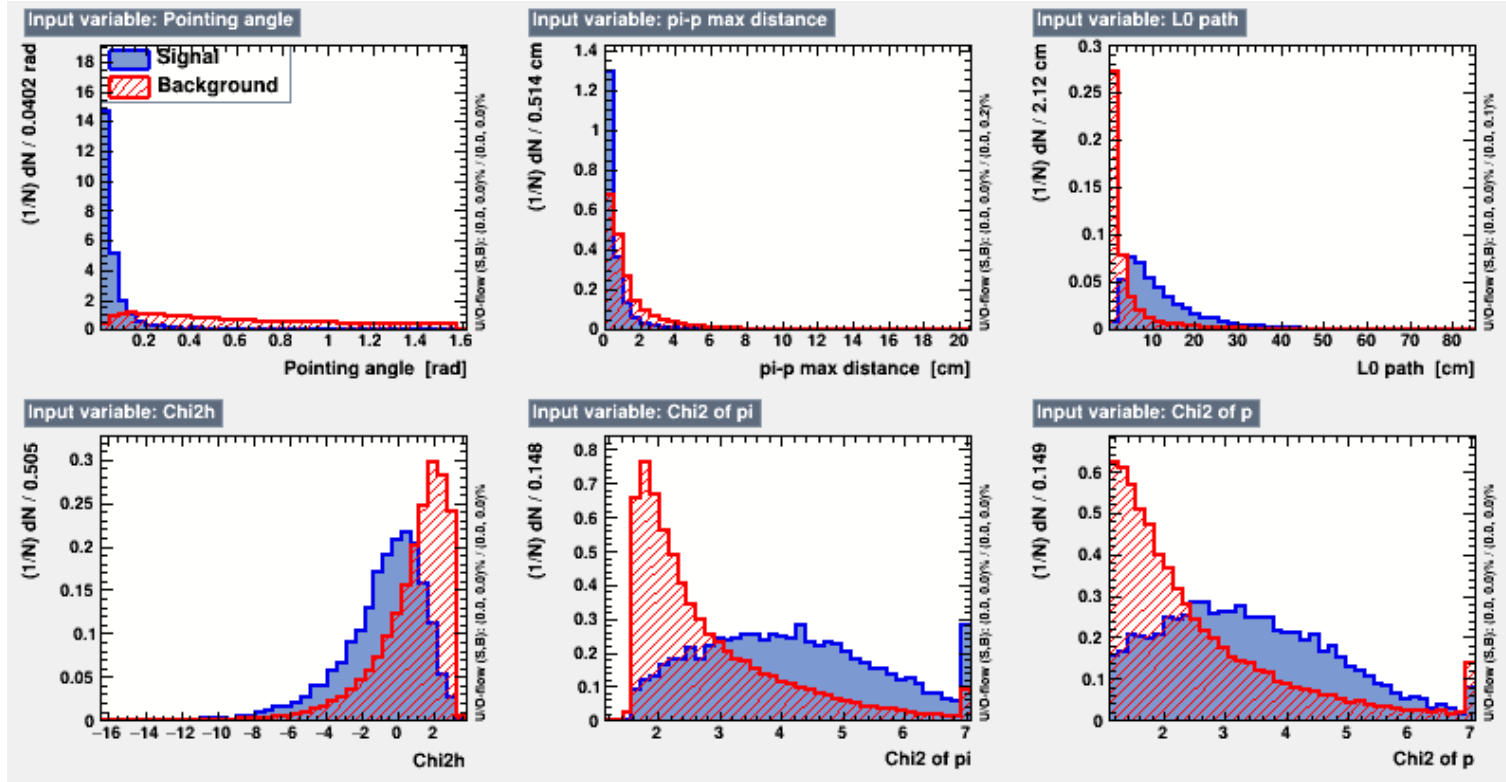 Input variable: Pointing angle
(1/N) dN / 0.0402 rad
18
16
14
12
10
8
6
4
2
0
Signal
Background
0.2 0.4 0.6 0.8 1 1.2 1.4 1.6
Pointing angle [rad]
U/O-flow (S,B): (0.0, 0.0)% / (0.0, 0.0)%
Input variable: pi-p max distance
(1/N) dN / 0.514 cm
1.4
1.2
1
0.8
0.6
0.4
0.2
0
0 2 4 6 8 10 12 14 16 18 20
pi-p max distance [cm]
U/O-flow (S,B): (0.0, 0.0)% / (0.0, 0.2)%
Input variable: L0 path
(1/N) dN / 2.12 cm
0.3
0.25
0.2
0.15
0.1
0.05
0
10 20 30 40 50 60 70 80
L0 path [cm]
U/O-flow (S,B): (0.0, 0.0)% / (0.0, 0.1)%
Input variable: Chi2h
(1/N) dN / 0.505
0.3
0.25
0.2
0.15
0.1
0.05
0
−16 −14 −12 −10 −8 −6 −4 −2 0 2
Chi2h
U/O-flow (S,B): (0.0, 0.0)% / (0.0, 0.0)%
Input variable: Chi2 of pi
(1/N) dN / 0.148
0.8
0.7
0.6
0.5
0.4
0.3
0.2
0.1
0
2 3 4 5 6 7
Chi2 of pi
U/O-flow (S,B): (0.0, 0.0)% / (0.0, 0.0)%
Input variable: Chi2 of p
(1/N) dN / 0.149
0.6
0.5
0.4
0.3
0.2
0.1
0
2 3 4 5 6 7
Chi2 of p
U/O-flow (S,B): (0.0, 0.0)% / (0.0, 0.0)%